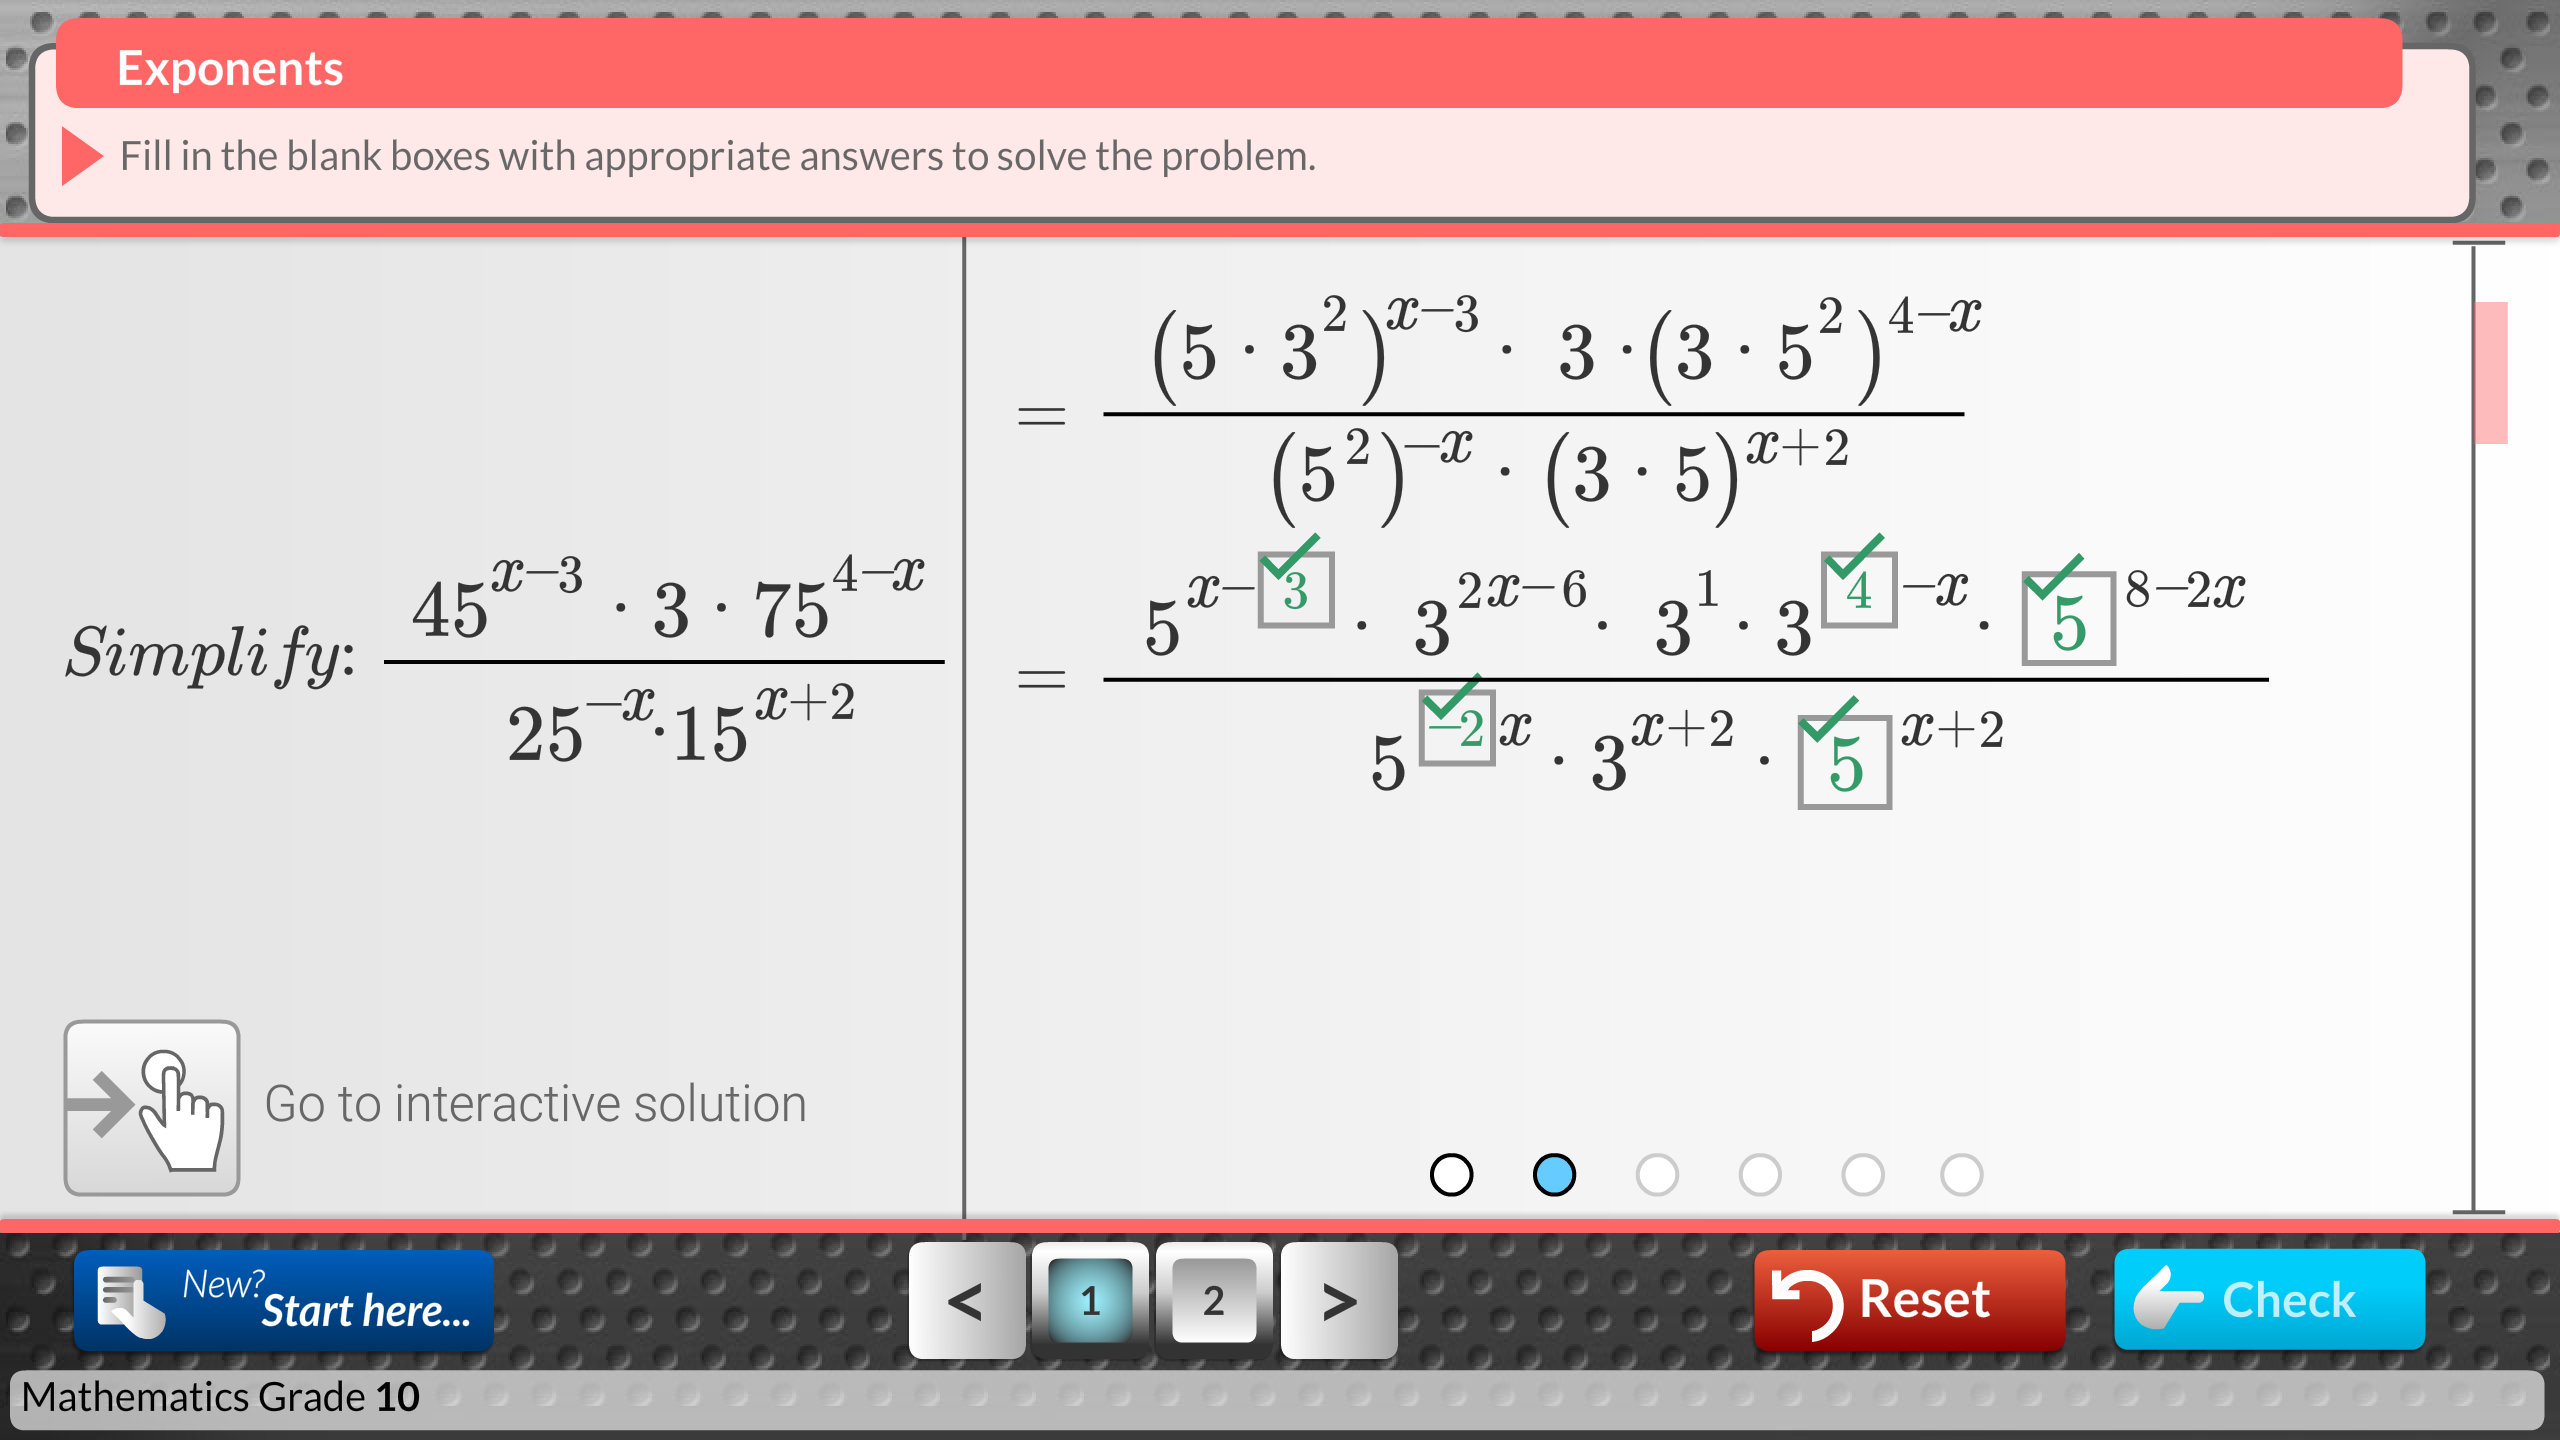 Exponents
Fill in the blank boxes with appropriate answers to solve the problem.
Simplify: \frac{45^{x-3} \cdot 3 \cdot 75^{4-x}}{25^{-x} \cdot 15^{x+2}}
= \frac{(5 \cdot 3^2)^{x-3} \cdot 3 \cdot (3 \cdot 5^2)^{4-x}}{(5^2)^{-x} \cdot (3 \cdot 5)^{x+2}}
= \frac{5^{x-3} \cdot 3^{2x-6} \cdot 3^1 \cdot 3^{4-x} \cdot 5^{8-2x}}{5^{-2x} \cdot 3^{x+2} \cdot 5^{x+2}}
Go to interactive solution
New? Start here...
< 1 2 >
Reset
Check
Mathematics Grade 10